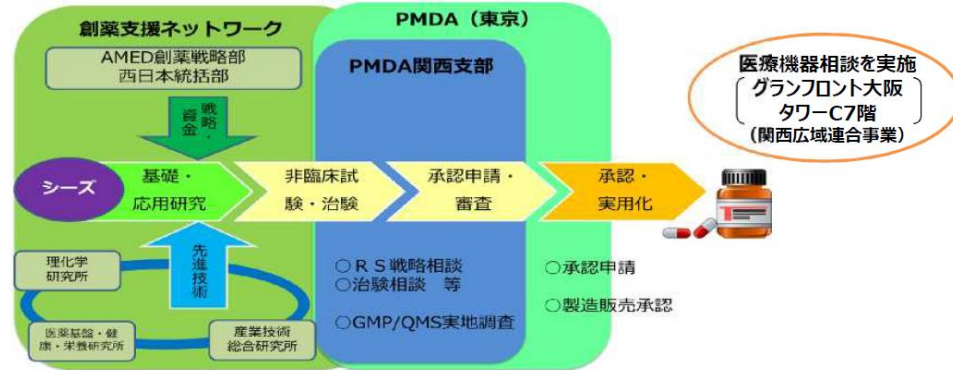 創薬支援ネットワーク
AMED創薬戦略部
西日本統括部
戦略・
資金
シーズ
基礎・
応用研究
先進技術
理化学
研究所
医薬基盤・健
康・栄養研究所
産業技術
総合研究所
PMDA（東京）
PMDA関西支部
非臨床試
験・治験
承認申請・
審査
承認・
実用化
○ＲＳ戦略相談
○治験相談　等
○GMP/QMS実地調査
○承認申請
○製造販売承認
医療機器相談を実施
グランフロント大阪
タワーC7階
(関西広域連合事業)